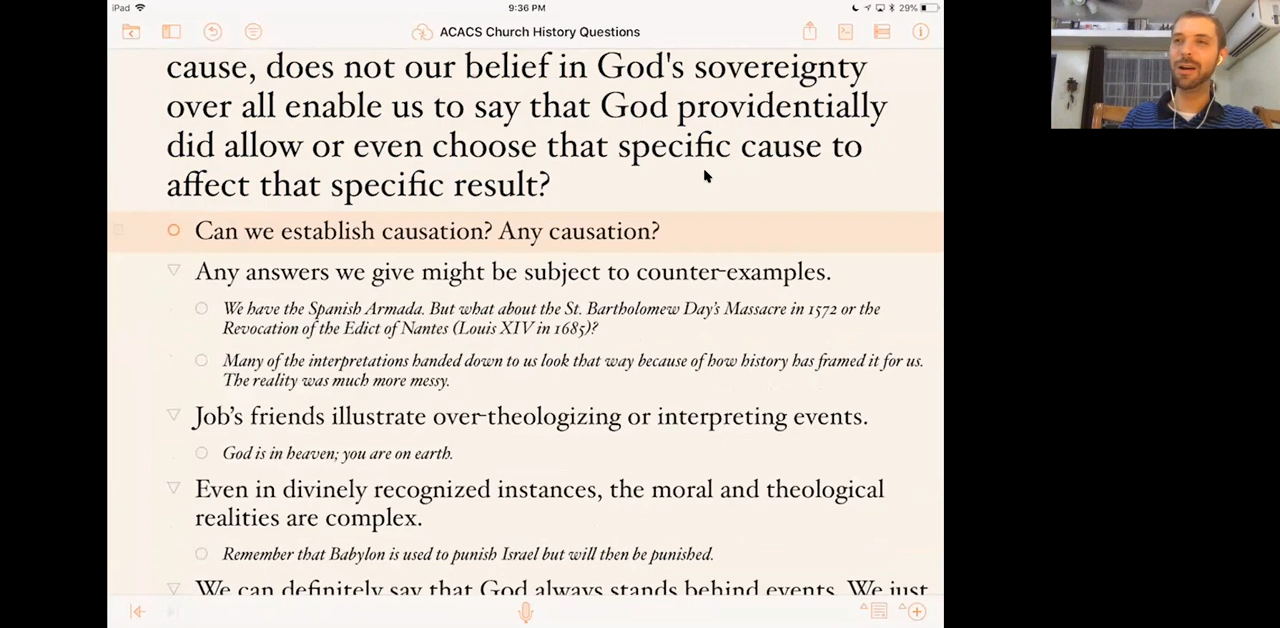 iPad 9:36 PM 29%
ACACS Church History Questions
cause, does not our belief in God's sovereignty
over all enable us to say that God providentially
did allow or even choose that specific cause to
affect that specific result?
Can we establish causation? Any causation?
Any answers we give might be subject to counter-examples.
We have the Spanish Armada. But what about the St. Bartholomew Day's Massacre in 1572 or the
Revocation of the Edict of Nantes (Louis XIV in 1685)?
Many of the interpretations handed down to us look that way because of how history has framed it for us.
The reality was much more messy.
Job's friends illustrate over-theologizing or interpreting events.
God is in heaven; you are on earth.
Even in divinely recognized instances, the moral and theological
realities are complex.
Remember that Babylon is used to punish Israel but will then be punished.
We can definitely say that God always stands behind events. We just